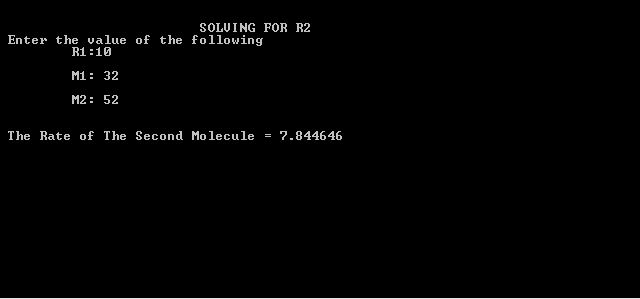 SOLVING FOR R2
Enter the value of the following
R1:10
M1: 32
M2: 52
The Rate of The Second Molecule = 7.844646